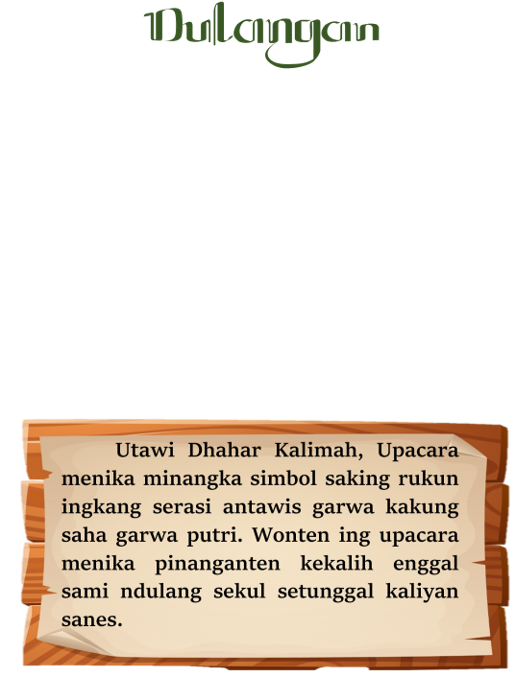 Dulangan
Utawi Dhahar Kalimah, Upacara
menika minangka simbol saking rukun
ingkang serasi antawis garwa kakung
saha garwa putri. Wonten ing upacara
menika pinanganten kekalih enggal
sami ndulang sekul setunggal kaliyan
sanes.